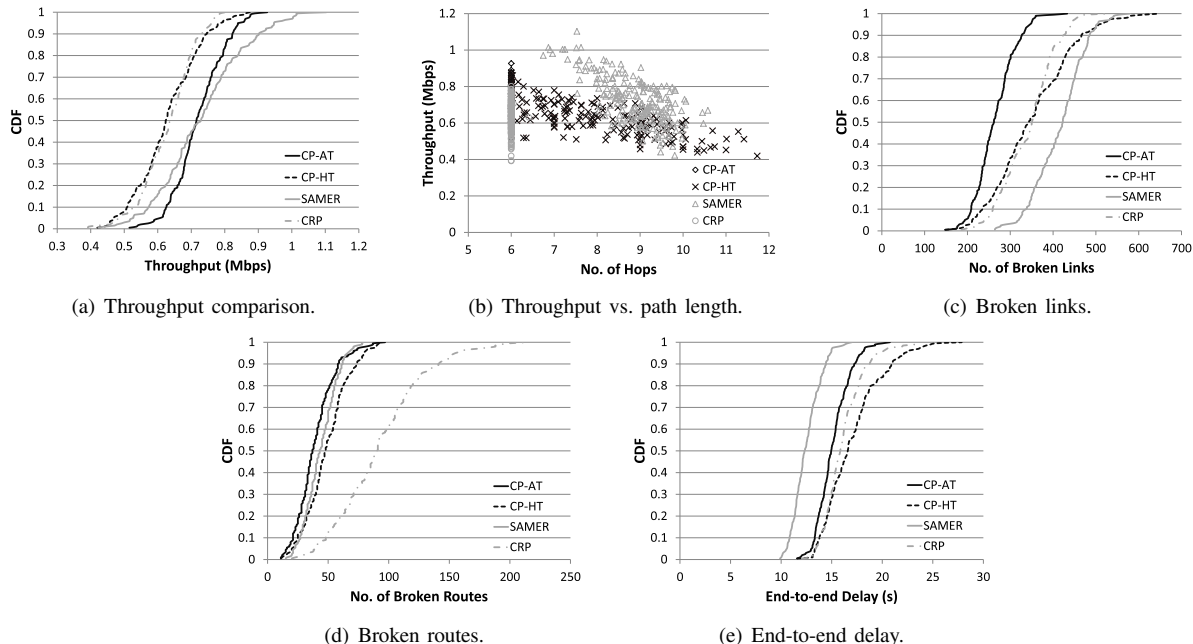 1
0.9
0.8
0.7
0.6
0.5
0.4
0.3
0.2
0.1
0
CDF
0.3 0.4 0.5 0.6 0.7 0.8 0.9 1 1.1 1.2
Throughput (Mbps)
CP-AT
CP-HT
SAMER
CRP
(a) Throughput comparison.
1.2
1
0.8
0.6
0.4
0.2
0
Throughput (Mbps)
5 6 7 8 9 10 11 12
No. of Hops
CP-AT
CP-HT
SAMER
CRP
(b) Throughput vs. path length.
1
0.9
0.8
0.7
0.6
0.5
0.4
0.3
0.2
0.1
0
CDF
0 100 200 300 400 500 600 700
No. of Broken Links
CP-AT
CP-HT
SAMER
CRP
(c) Broken links.
1
0.9
0.8
0.7
0.6
0.5
0.4
0.3
0.2
0.1
0
CDF
0 50 100 150 200 250
No. of Broken Routes
CP-AT
CP-HT
SAMER
CRP
(d) Broken routes.
1
0.9
0.8
0.7
0.6
0.5
0.4
0.3
0.2
0.1
0
CDF
0 5 10 15 20 25 30
End-to-end Delay (s)
CP-AT
CP-HT
SAMER
CRP
(e) End-to-end delay.